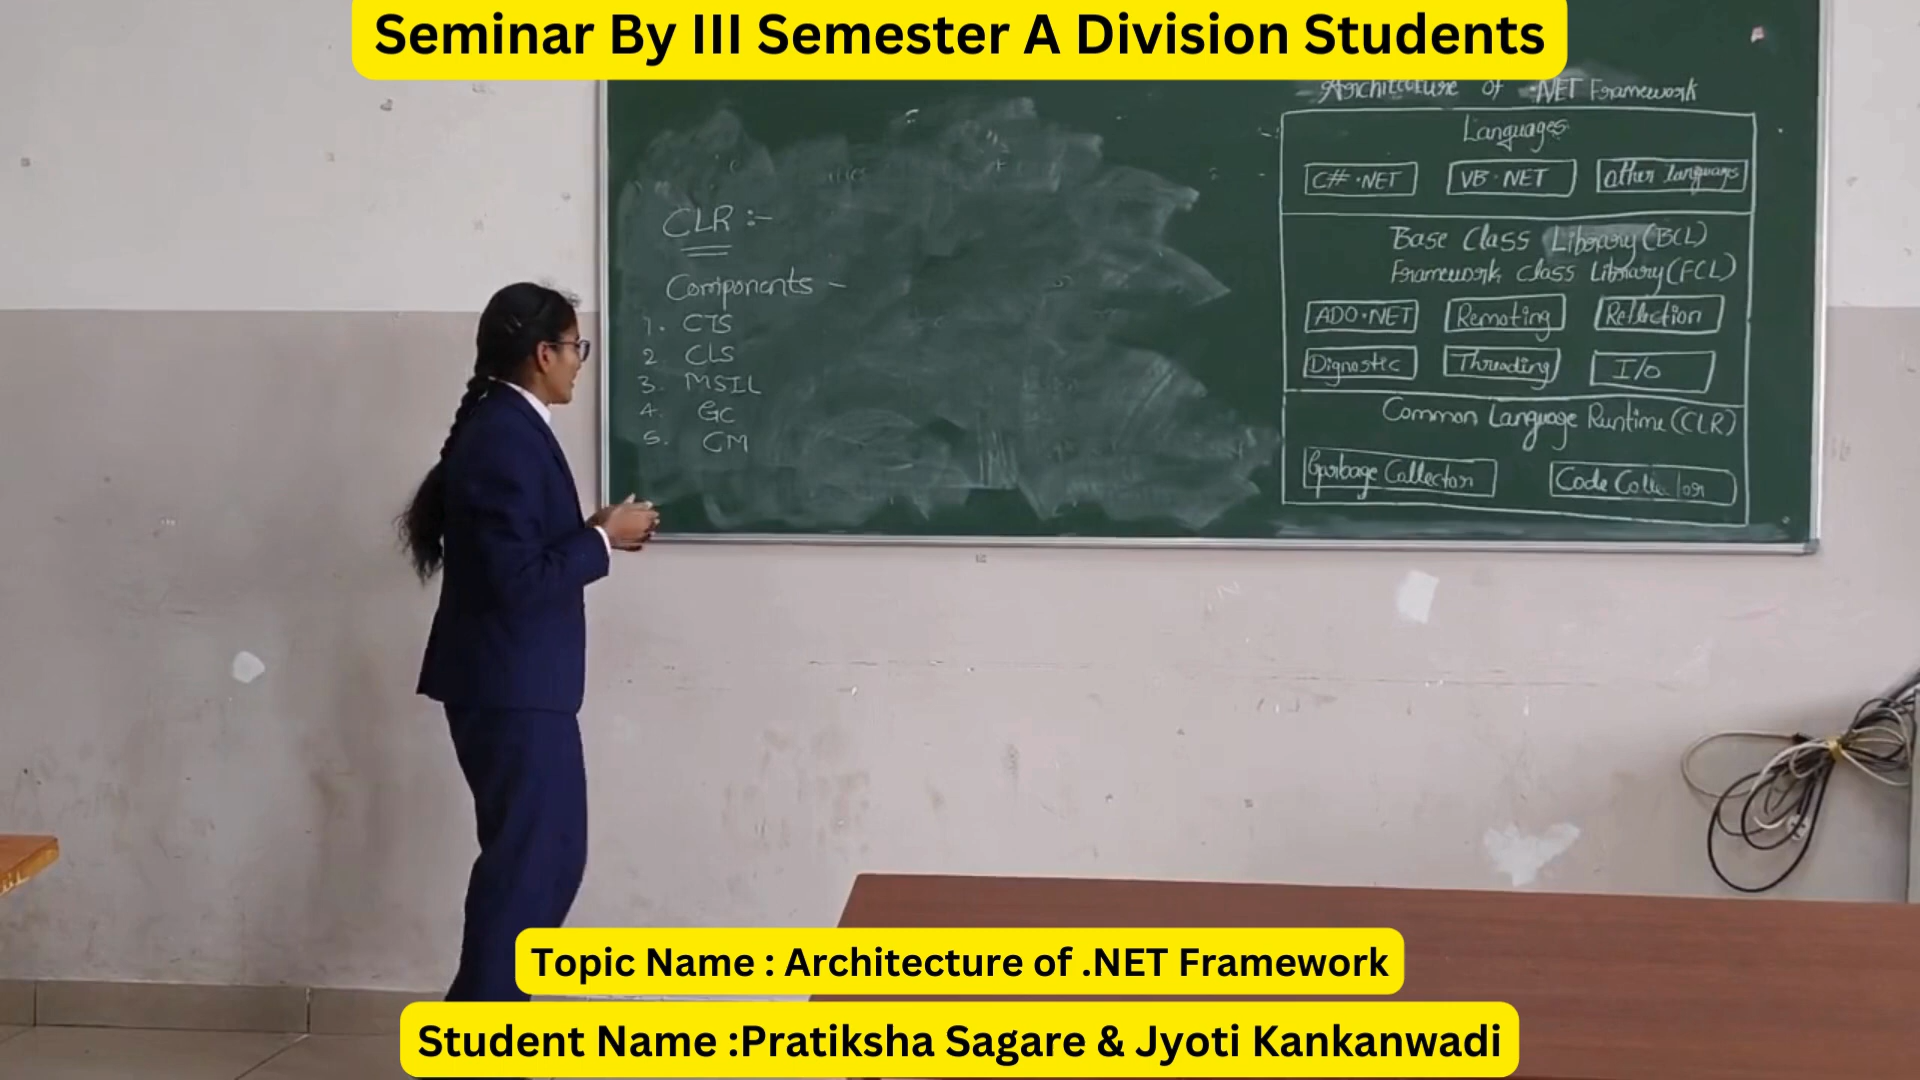 Seminar By III Semester A Division Students
Architecture of .NET Framework
Languages
C# .NET VB .NET other languages
Base Class Library (BCL)
Framework class Library (FCL)
ADO.NET Remoting Reflection
Dignostic Threading I/O
Common Language Runtime (CLR)
Garbage Collector Code Collector
CLR :-
Components -
1. CTS
2. CLS
3. MSIL
4. GC
5. CM
Topic Name : Architecture of .NET Framework
Student Name :Pratiksha Sagare & Jyoti Kankanwadi